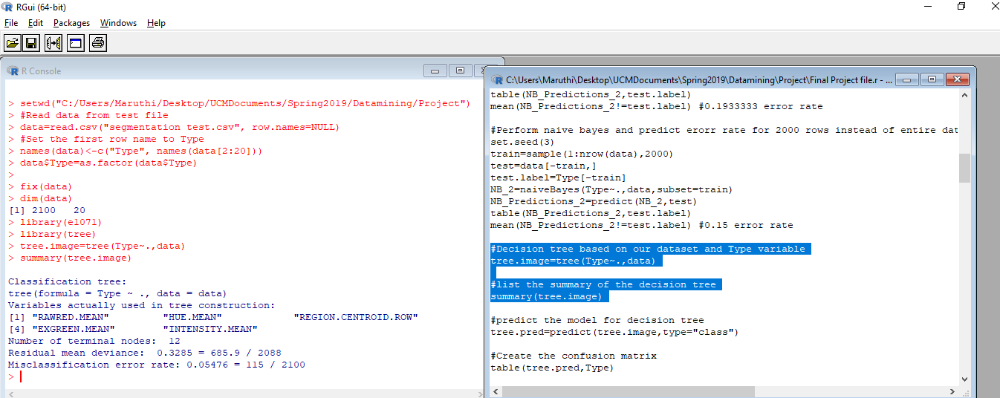 RGui (64-bit)
File Edit Packages Windows Help
R Console
> setwd("C:/Users/Maruthi/Desktop/UCMDocuments/Spring2019/Datamining/Project")
> #Read data from test file
> data=read.csv("segmentation test.csv", row.names=NULL)
> #Set the first row name to Type
> names(data)<-c("Type", names(data[2:20]))
> data$Type=as.factor(data$Type)
>
> fix(data)
> dim(data)
[1] 2100   20
> library(e1071)
> library(tree)
> tree.image=tree(Type~.,data)
> summary(tree.image)
Classification tree:
tree(formula = Type ~ ., data = data)
Variables actually used in tree construction:
[1] "RAWRED.MEAN"         "HUE.MEAN"            "REGION.CENTROID.ROW"
[4] "EXGREEN.MEAN"        "INTENSITY.MEAN"
Number of terminal nodes:  12
Residual mean deviance:  0.3285 = 685.9 / 2088
Misclassification error rate: 0.05476 = 115 / 2100
>
C:\Users\Maruthi\Desktop\UCMDocuments\Spring2019\Datamining\Project\Final Project file.r - ...
table(NB_Predictions_2,test.label)
mean(NB_Predictions_2!=test.label) #0.1933333 error rate
#Perform naive bayes and predict erorr rate for 2000 rows instead of entire dat
set.seed(3)
train=sample(1:nrow(data),2000)
test=data[-train,]
test.label=Type[-train]
NB_2=naiveBayes(Type~.,data,subset=train)
NB_Predictions_2=predict(NB_2,test)
table(NB_Predictions_2,test.label)
mean(NB_Predictions_2!=test.label) #0.15 error rate
#Decision tree based on our dataset and Type variable
tree.image=tree(Type~.,data)
#list the summary of the decision tree
summary(tree.image)
#predict the model for decision tree
tree.pred=predict(tree.image,type="class")
#Create the confusion matrix
table(tree.pred,Type)